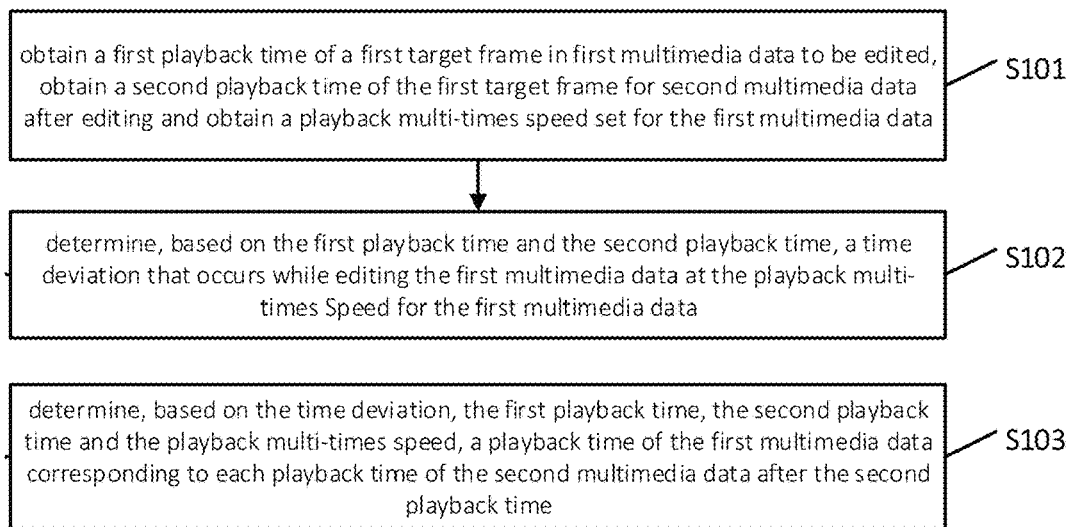 obtain a first playback time of a first target frame in first multimedia data to be edited,
obtain a second playback time of the first target frame for second multimedia data
after editing and obtain a playback multi-times speed set for the first multimedia data
S101
determine, based on the first playback time and the second playback time, a time
deviation that occurs while editing the first multimedia data at the playback multi-
times Speed for the first multimedia data
S102
determine, based on the time deviation, the first playback time, the second playback
time and the playback multi-times speed, a playback time of the first multimedia data
corresponding to each playback time of the second multimedia data after the second
playback time
S103